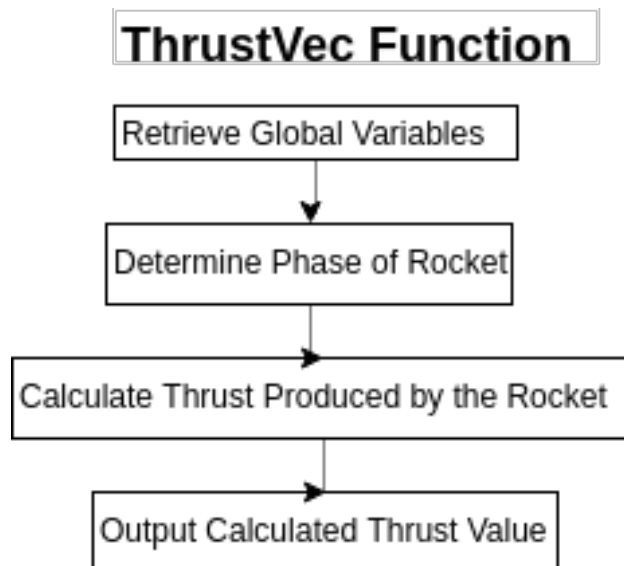 ThrustVec Function
Retrieve Global Variables
Determine Phase of Rocket
Calculate Thrust Produced by the Rocket
Output Calculated Thrust Value